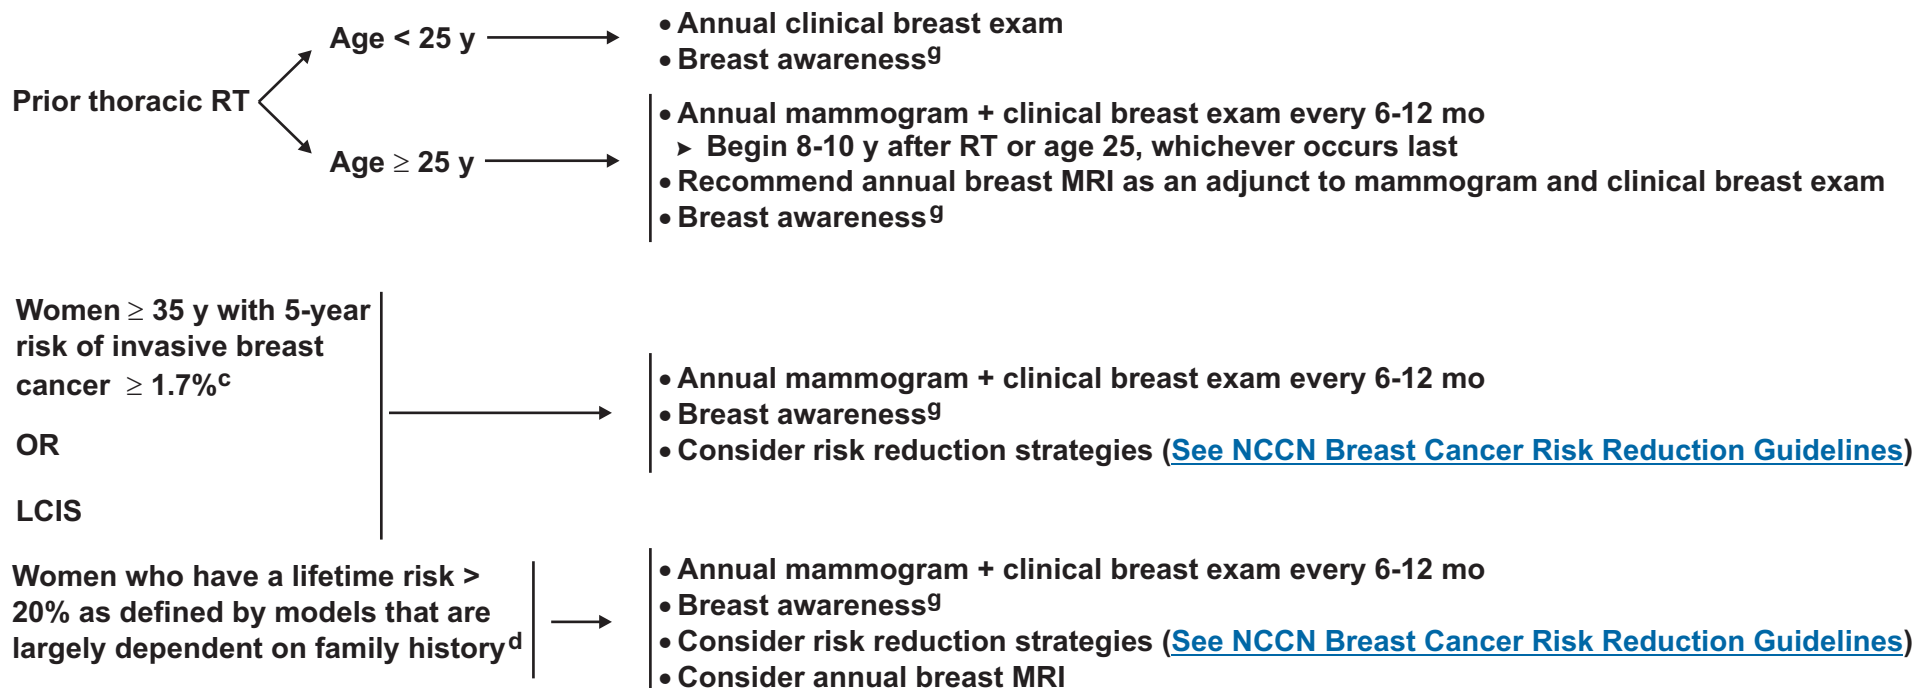 Prior thoracic RT
Age < 25 y
• Annual clinical breast exam
• Breast awarenessg
Age ≥ 25 y
• Annual mammogram + clinical breast exam every 6-12 mo
➤ Begin 8-10 y after RT or age 25, whichever occurs last
• Recommend annual breast MRI as an adjunct to mammogram and clinical breast exam
• Breast awarenessg
Women ≥ 35 y with 5-year
risk of invasive breast
cancer ≥ 1.7%c
OR
LCIS
• Annual mammogram + clinical breast exam every 6-12 mo
• Breast awarenessg
• Consider risk reduction strategies (See NCCN Breast Cancer Risk Reduction Guidelines)
Women who have a lifetime risk >
20% as defined by models that are
largely dependent on family historyd
• Annual mammogram + clinical breast exam every 6-12 mo
• Breast awarenessg
• Consider risk reduction strategies (See NCCN Breast Cancer Risk Reduction Guidelines)
• Consider annual breast MRI